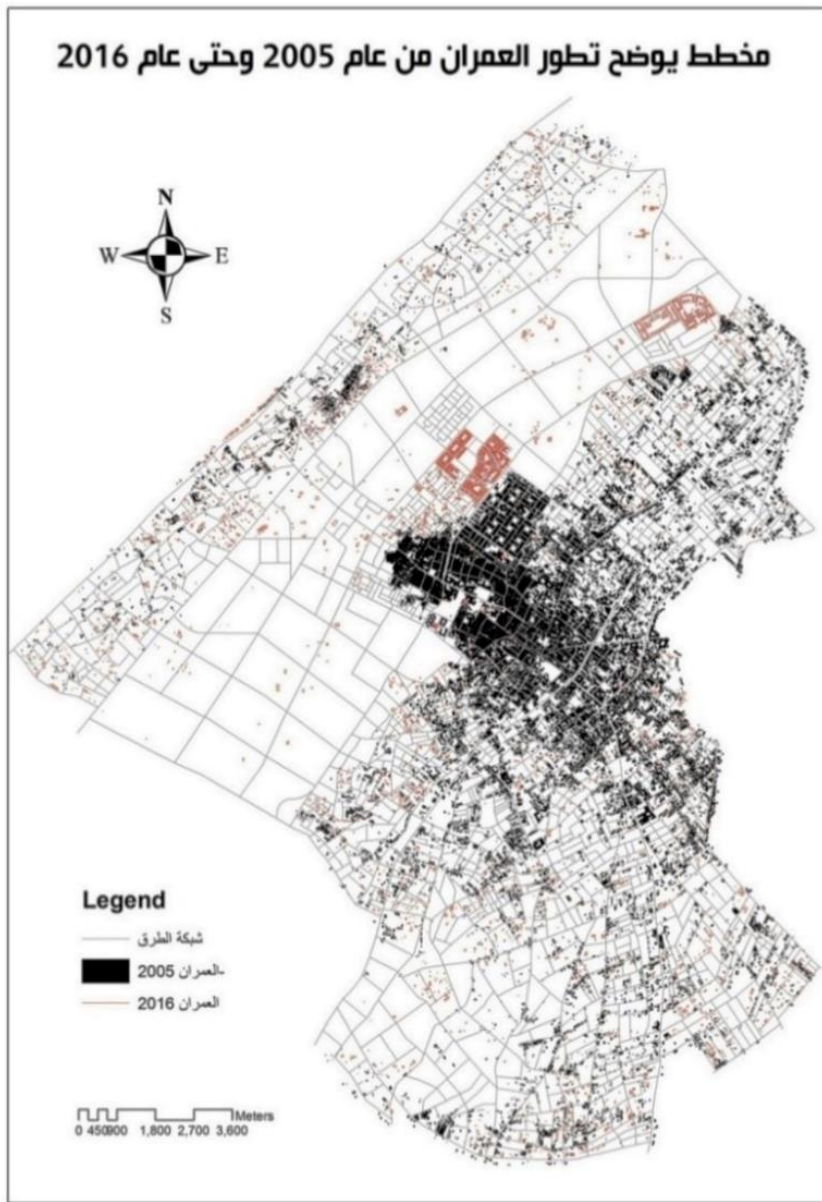 مخطط يوضح تطور العمران من عام 2005 وحتى عام 2016
N
W E
S
Legend
شبكة الطرق
العمران 2005-
العمران 2016
0 450900 1,800 2,700 3,600 Meters